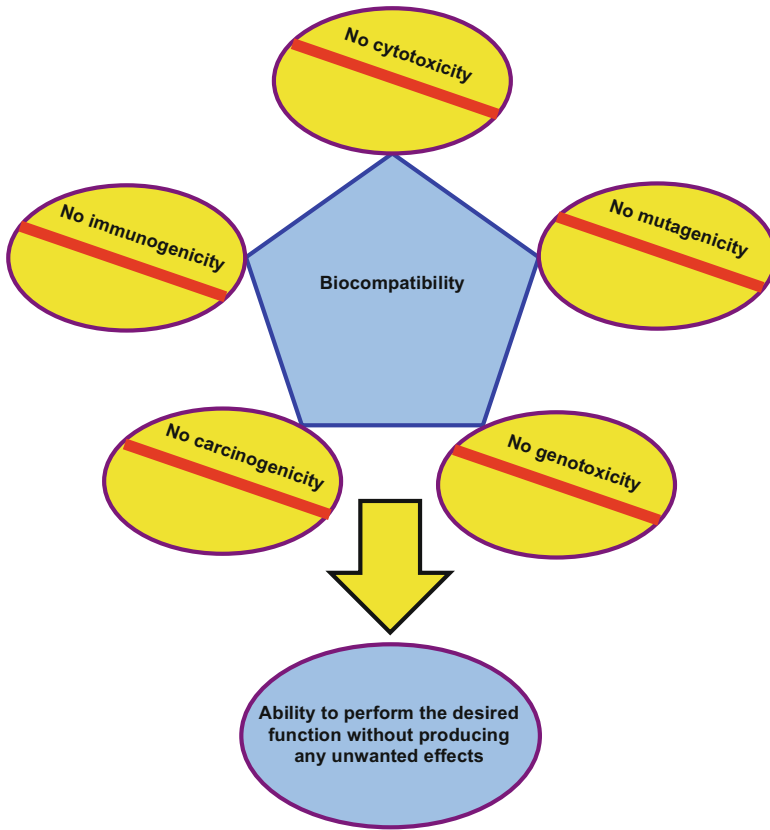 No cytotoxicity
No immunogenicity
No mutagenicity
Biocompatibility
No carcinogenicity
No genotoxicity
Ability to perform the desired
function without producing
any unwanted effects